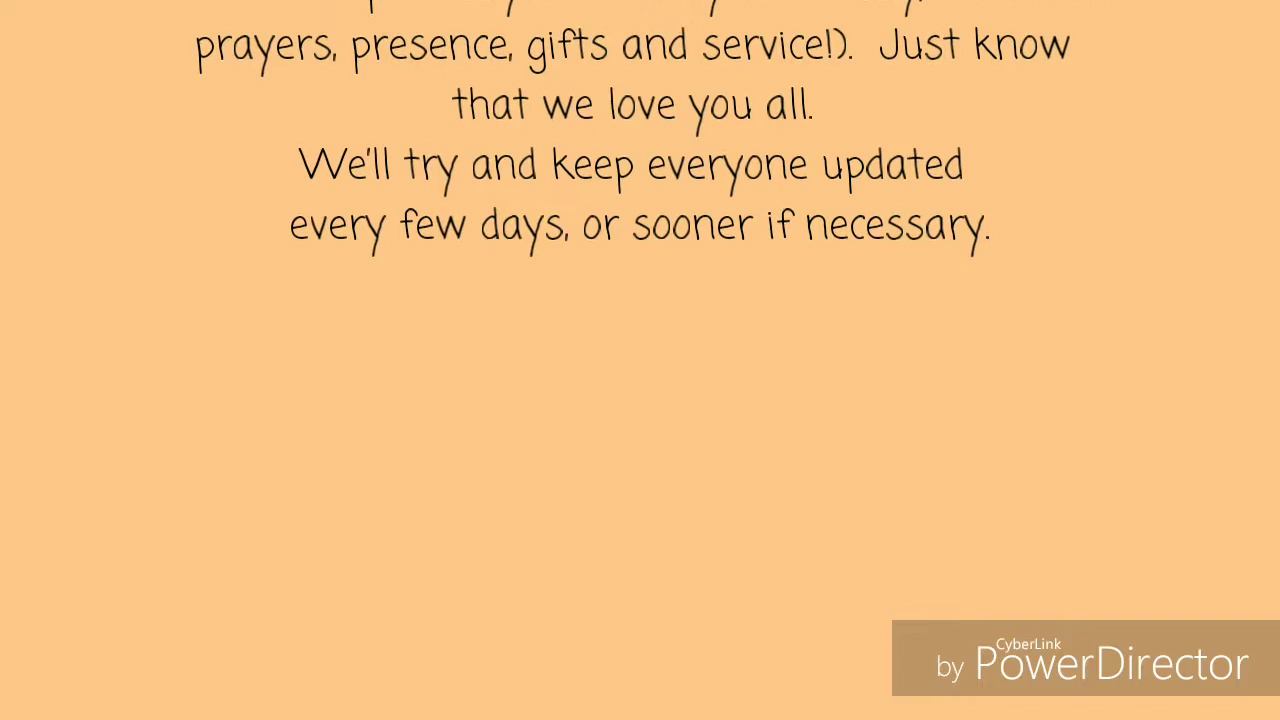 prayers, presence, gifts and service!). Just know
that we love you all.
We'll try and keep everyone updated
every few days, or sooner if necessary.
CyberLink
by PowerDirector